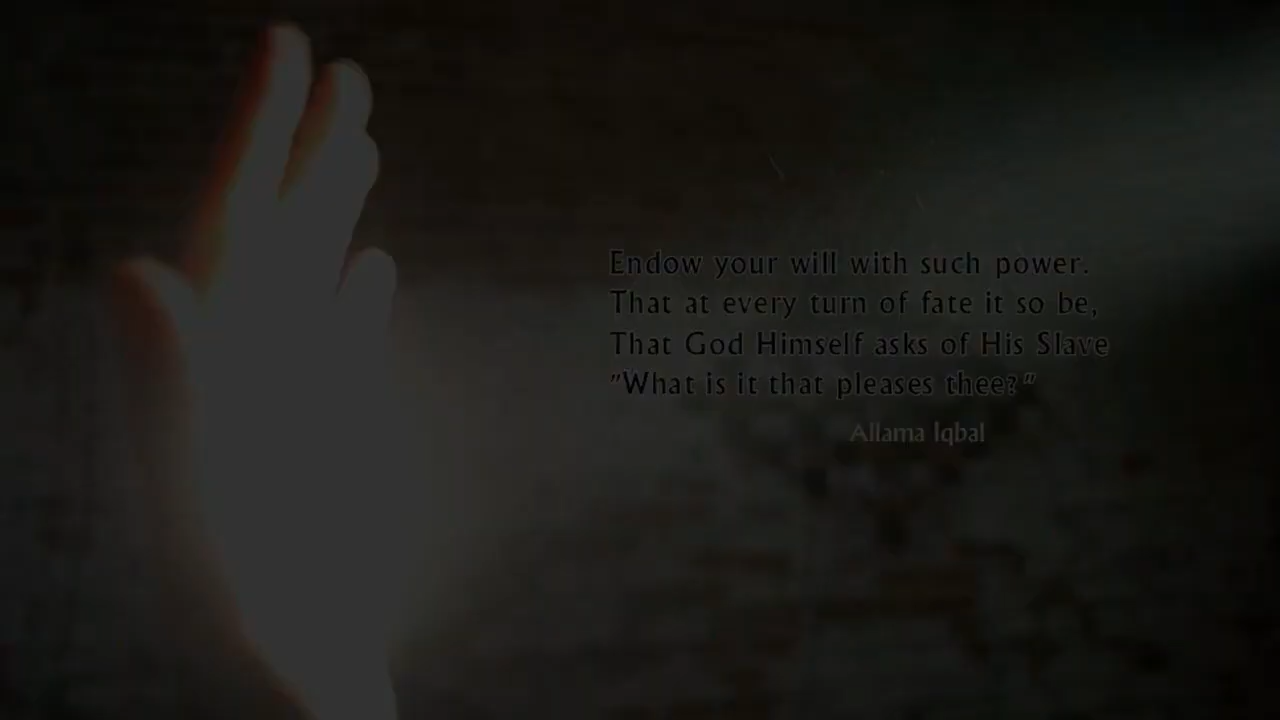 Endow your will with such power.
That at every turn of fate it so be,
That God Himself asks of His Slave
"What is it that pleases thee?"
Allama Iqbal